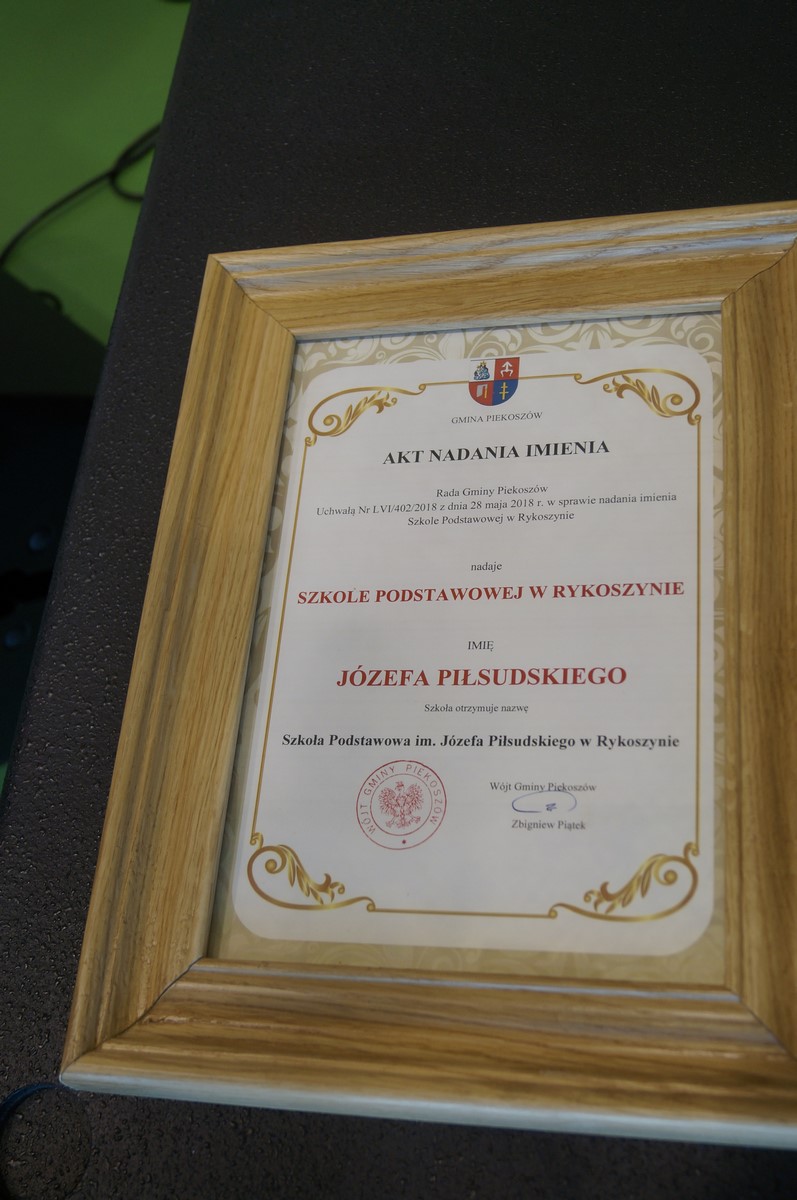 GMINA PIEKOSZÓW
AKT NADANIA IMIENIA
Rada Gminy Piekoszów
Uchwałą Nr LVI/402/2018 z dnia 28 maja 2018 r. w sprawie nadania imienia
Szkole Podstawowej w Rykoszynie
nadaje
SZKOLE PODSTAWOWEJ W RYKOSZYNIE
IMIĘ
JÓZEFA PIŁSUDSKIEGO
Szkoła otrzymuje nazwę
Szkoła Podstawowa im. Józefa Piłsudskiego w Rykoszynie
WÓJT GMINY PIEKOSZÓW
Wójt Gminy Piekoszów
Zbigniew Piątek